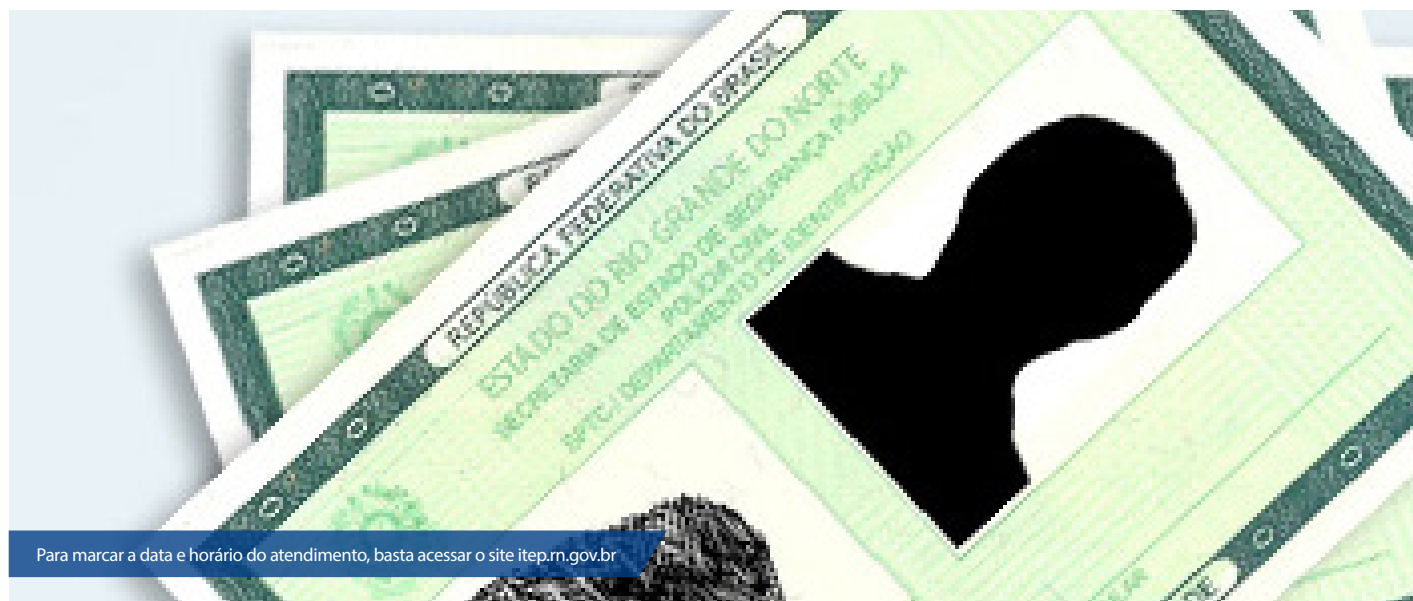 REPÚBLICA FEDERATIVA DO BRASIL
ESTADO DO RIO GRANDE DO NORTE
SECRETARIA DE ESTADO DE SEGURANÇA PÚBLICA
POLÍCIA CIVIL
DEPARTAMENTO DE IDENTIFICAÇÃO
Para marcar a data e horário do atendimento, basta acessar o site itep.rn.gov.br